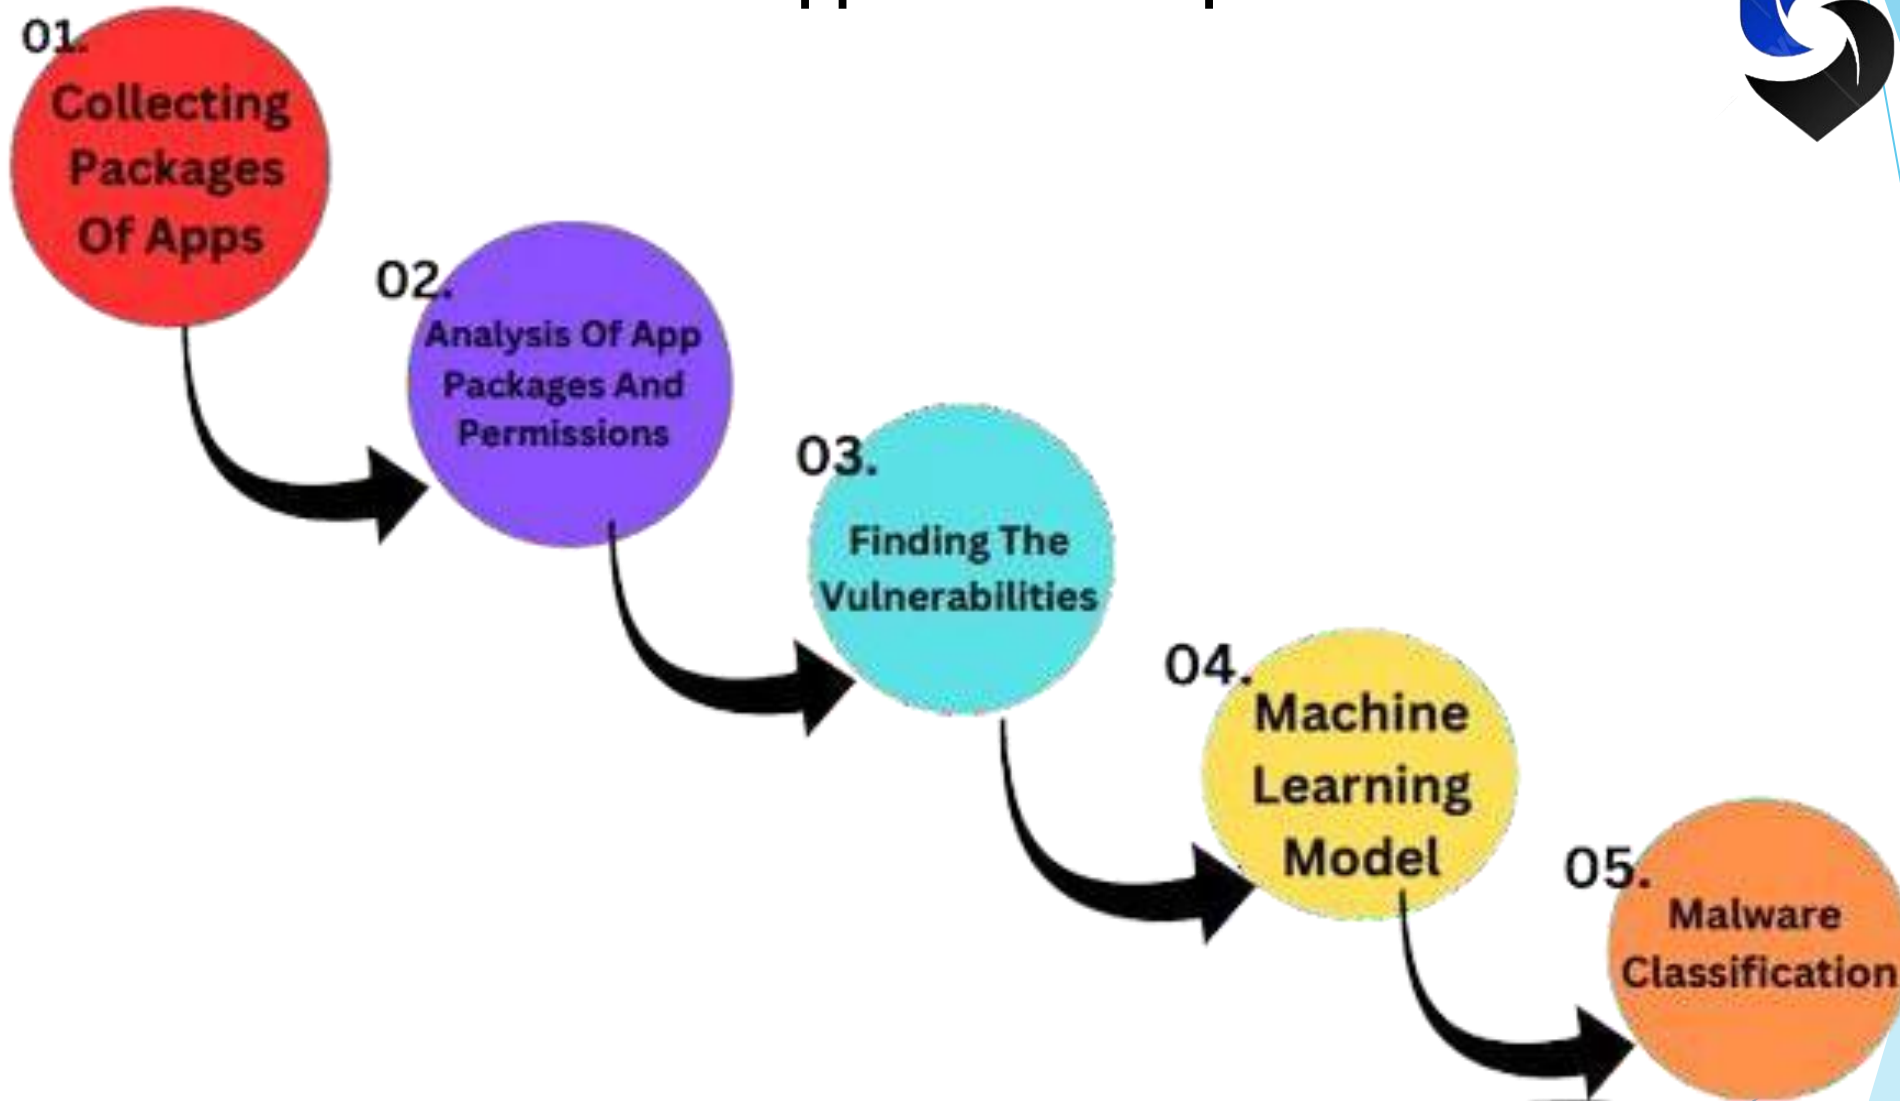 01.
Collecting
Packages
Of Apps
02.
Analysis Of App
Packages And
Permissions
03.
Finding The
Vulnerabilities
04.
Machine
Learning
Model
05.
Malware
Classification